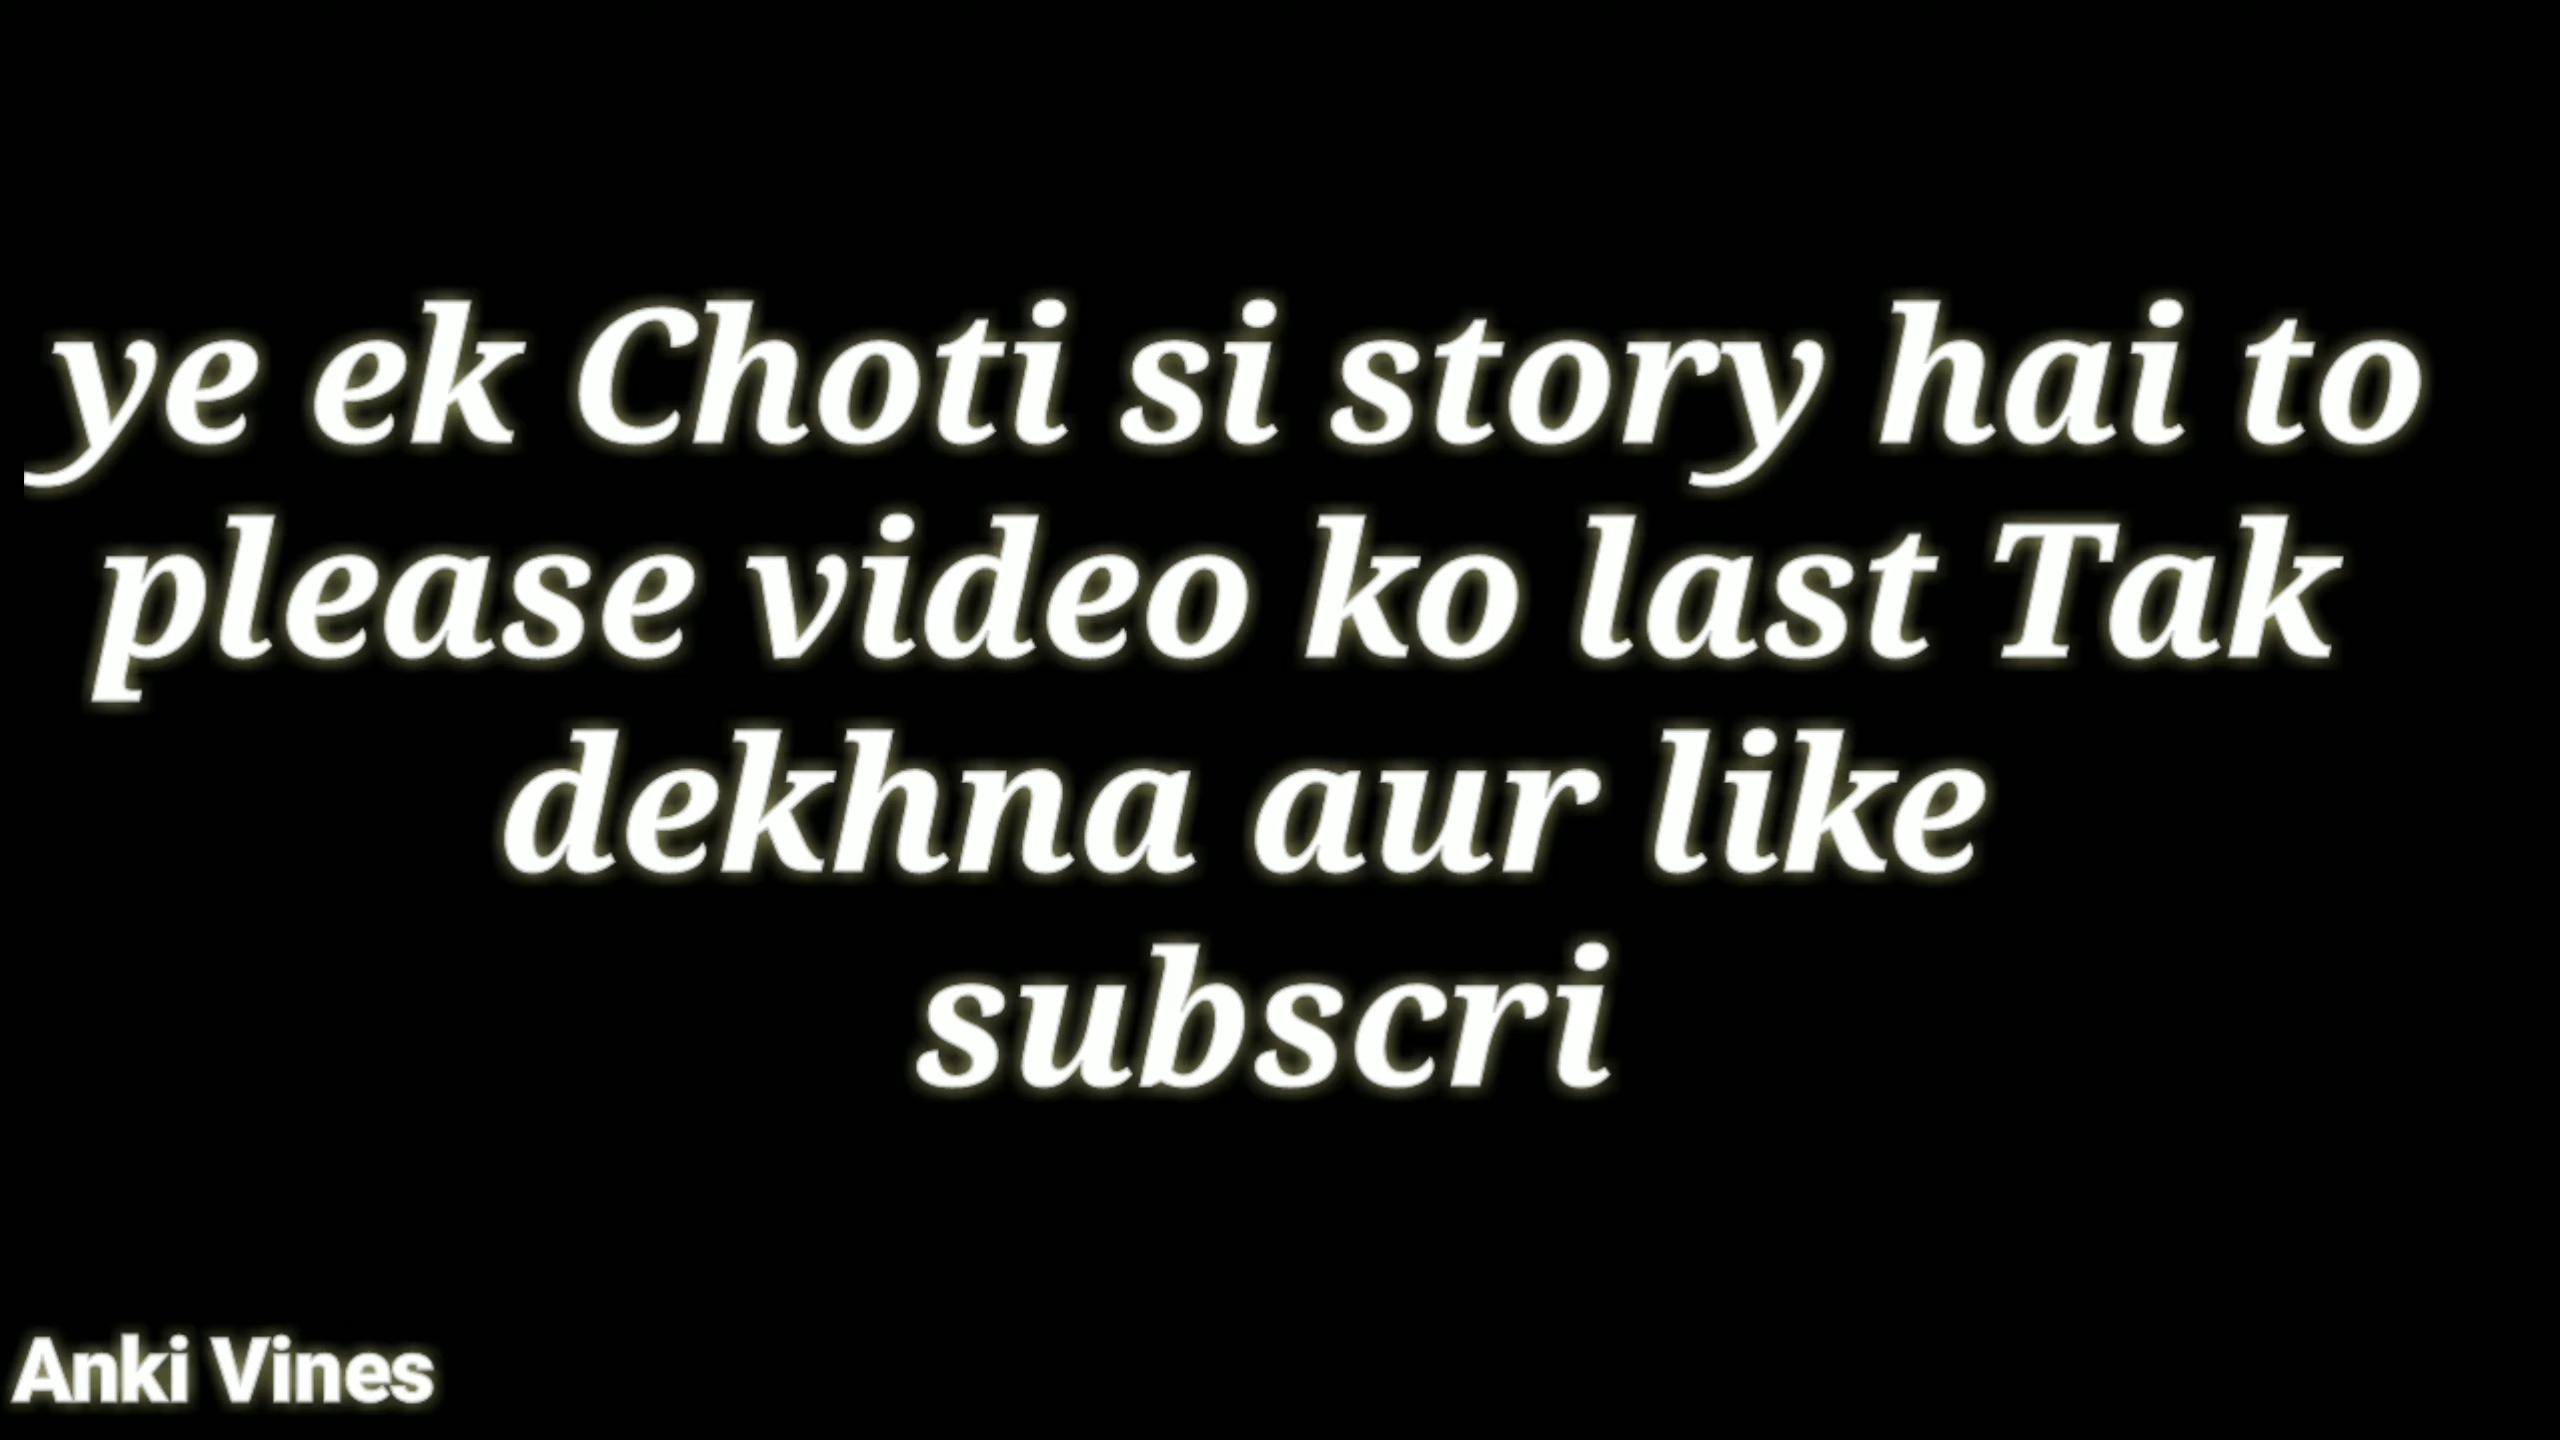 ye ek Choti si story hai to
please video ko last Tak
dekhna aur like
subscri
Anki Vines